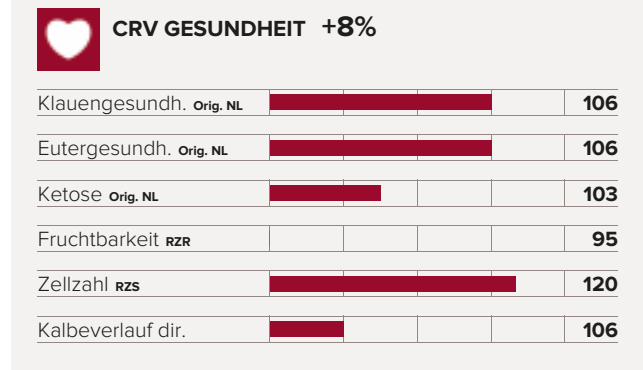 CRV GESUNDHEIT +8%
Klauengesundh. Orig. NL 106
Eutergesundh. Orig. NL 106
Ketose Orig. NL 103
Fruchtbarkeit RZR 95
Zellzahl RZS 120
Kalbeverlauf dir. 106